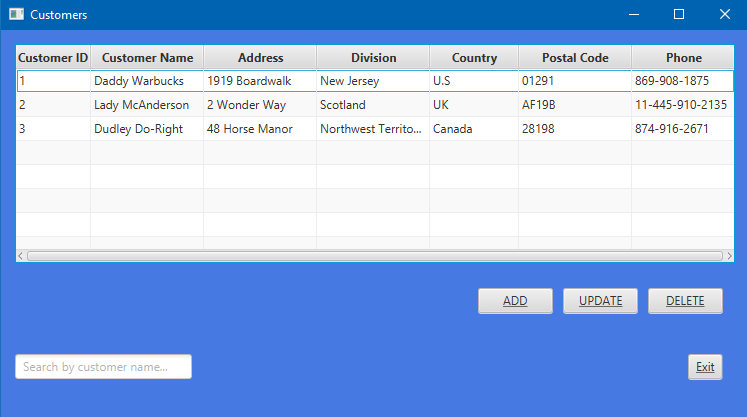 Customers
Customer ID Customer Name Address Division Country Postal Code Phone
1 Daddy Warbucks 1919 Boardwalk New Jersey U.S 01291 869-908-1875
2 Lady McAnderson 2 Wonder Way Scotland UK AF19B 11-445-910-2135
3 Dudley Do-Right 48 Horse Manor Northwest Territo... Canada 28198 874-916-2671
ADD UPDATE DELETE
Search by customer name... Exit